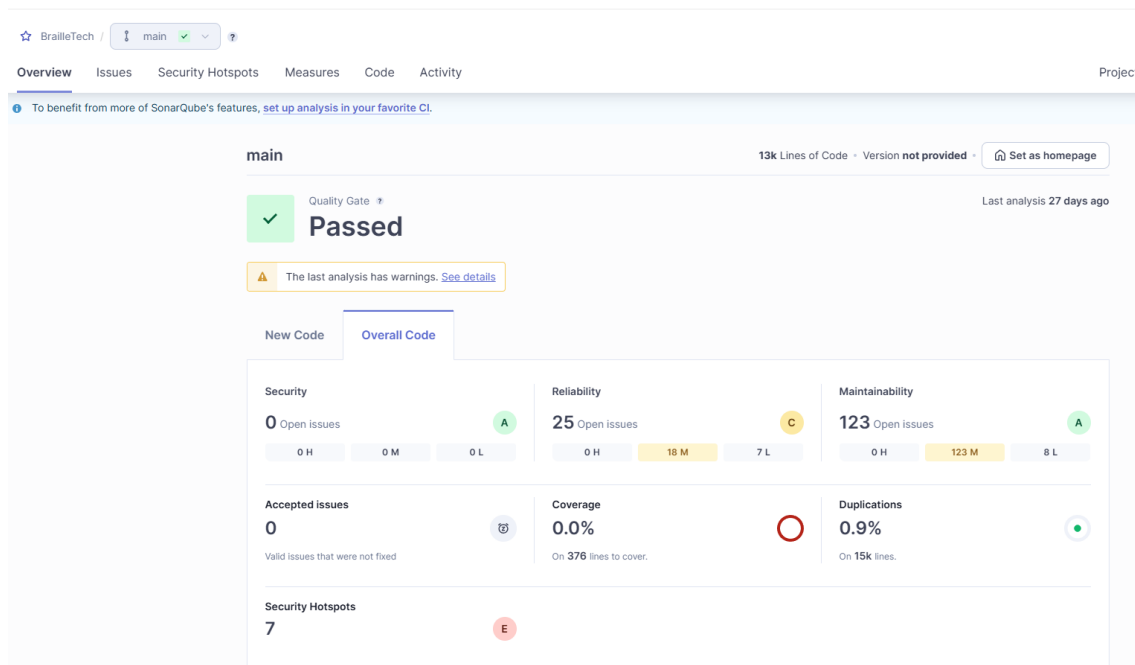 BrailleTech / main ?
Overview Issues Security Hotspots Measures Code Activity Projec
To benefit from more of SonarQube's features, set up analysis in your favorite CI.
main 13k Lines of Code • Version not provided • Set as homepage
Quality Gate ? Last analysis 27 days ago
Passed
The last analysis has warnings. See details
New Code Overall Code
Security Reliability Maintainability
0 Open issues A 25 Open issues C 123 Open issues A
0 H 0 M 0 L 0 H 18 M 7 L 0 H 123 M 8 L
Accepted issues Coverage Duplications
0 0.0% 0.9%
Valid issues that were not fixed On 376 lines to cover. On 15k lines.
Security Hotspots
7 E